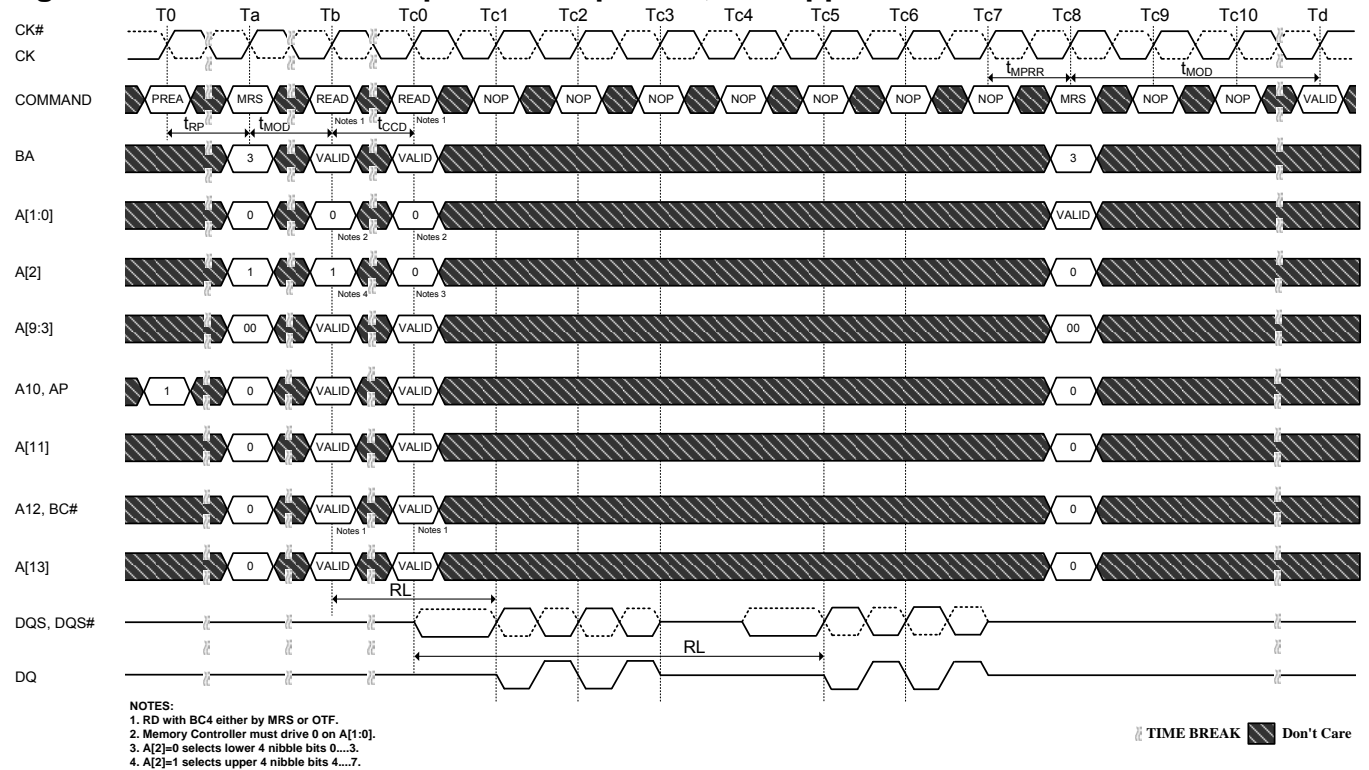 T0 Ta Tb Tc0 Tc1 Tc2 Tc3 Tc4 Tc5 Tc6 Tc7 Tc8 Tc9 Tc10 Td
CK#
CK
tMPRR tMOD
COMMAND PREA MRS READ READ NOP NOP NOP NOP NOP NOP NOP MRS NOP NOP VALID
Notes 1 Notes 1
tRP tMOD tCCD
BA 3 VALID VALID 3
A[1:0] 0 0 0 VALID
Notes 2 Notes 2
A[2] 1 1 0 0
Notes 4 Notes 3
A[9:3] 00 VALID VALID 00
A10, AP 1 0 VALID VALID 0
A[11] 0 VALID VALID 0
A12, BC# 0 VALID VALID 0
Notes 1 Notes 1
A[13] 0 VALID VALID 0
RL
DQS, DQS#
RL
DQ
NOTES:
1. RD with BC4 either by MRS or OTF.
2. Memory Controller must drive 0 on A[1:0].
3. A[2]=0 selects lower 4 nibble bits 0....3.
4. A[2]=1 selects upper 4 nibble bits 4....7.
TIME BREAK Don't Care